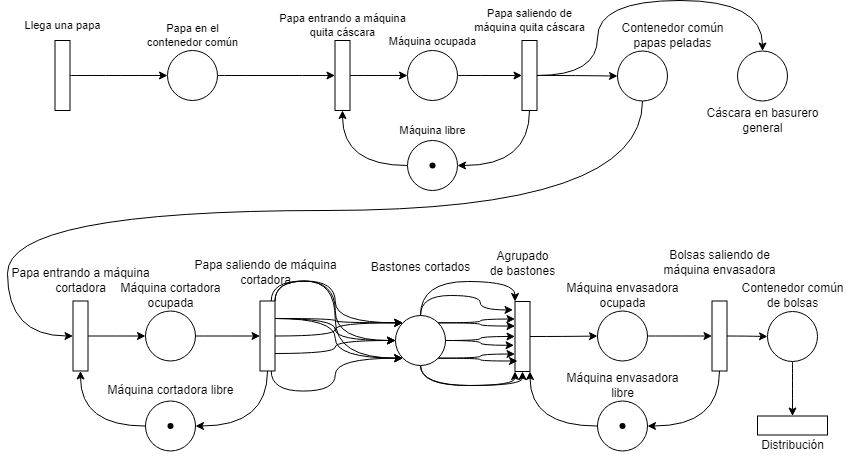 Llega una papa
Papa en el
contenedor común
Papa entrando a máquina
quita cáscara
Máquina ocupada
Papa saliendo de
máquina quita cáscara
Contenedor común
papas peladas
Cáscara en basurero
general
Máquina libre
Papa entrando a máquina
cortadora
Máquina cortadora
ocupada
Papa saliendo de máquina
cortadora
Bastones cortados
Agrupado
de bastones
Máquina envasadora
ocupada
Bolsas saliendo de
máquina envasadora
Contenedor común
de bolsas
Máquina cortadora libre
Máquina envasadora
libre
Distribución